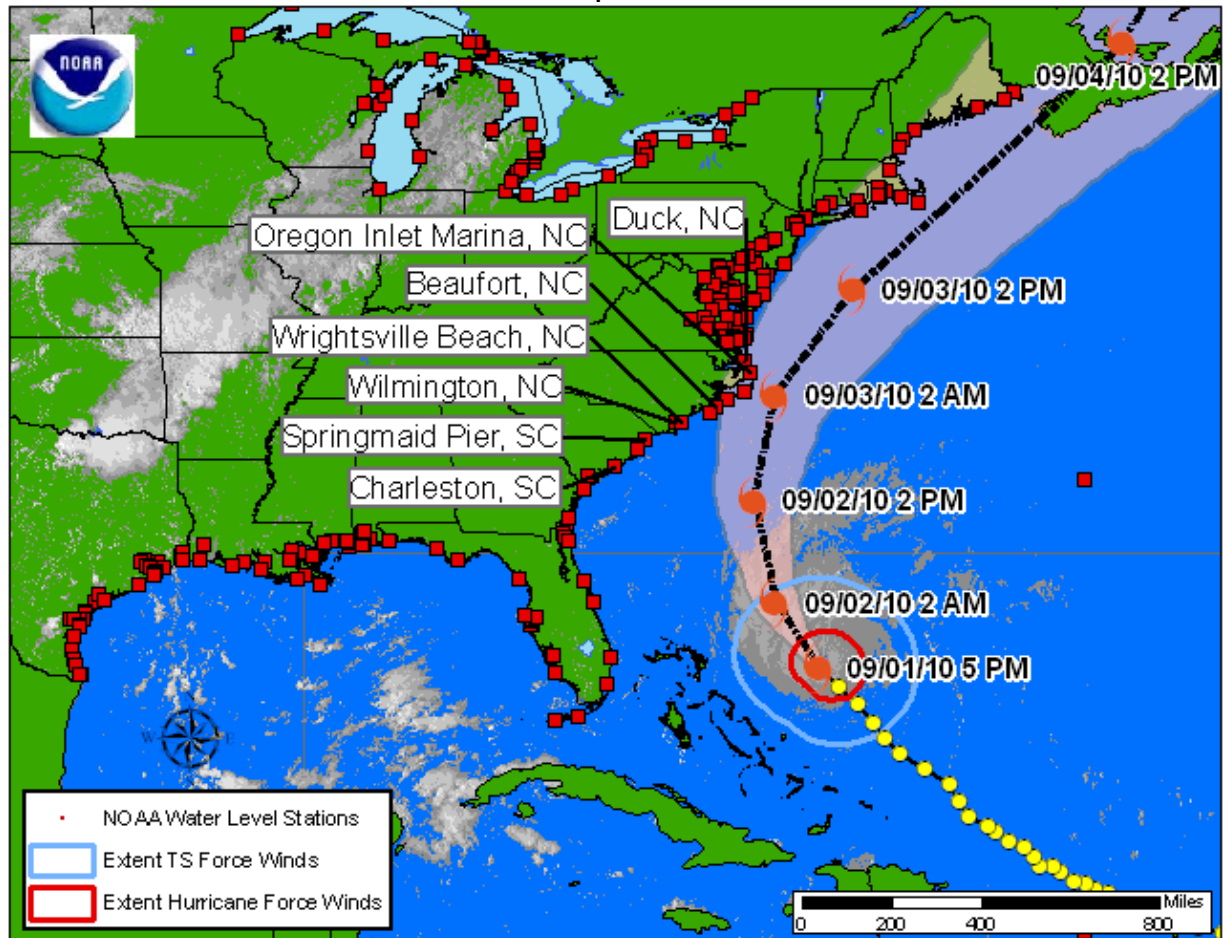 NOAA
09/04/10 2 PM
Duck, NC
Oregon Inlet Marina, NC
Beaufort, NC
09/03/10 2 PM
Wrightsville Beach, NC
Wilmington, NC
09/03/10 2 AM
Springmaid Pier, SC
Charleston, SC
09/02/10 2 PM
09/02/10 2 AM
09/01/10 5 PM
W E
NOAA Water Level Stations
Extent TS Force Winds
Extent Hurricane Force Winds
Miles
0 200 400 800